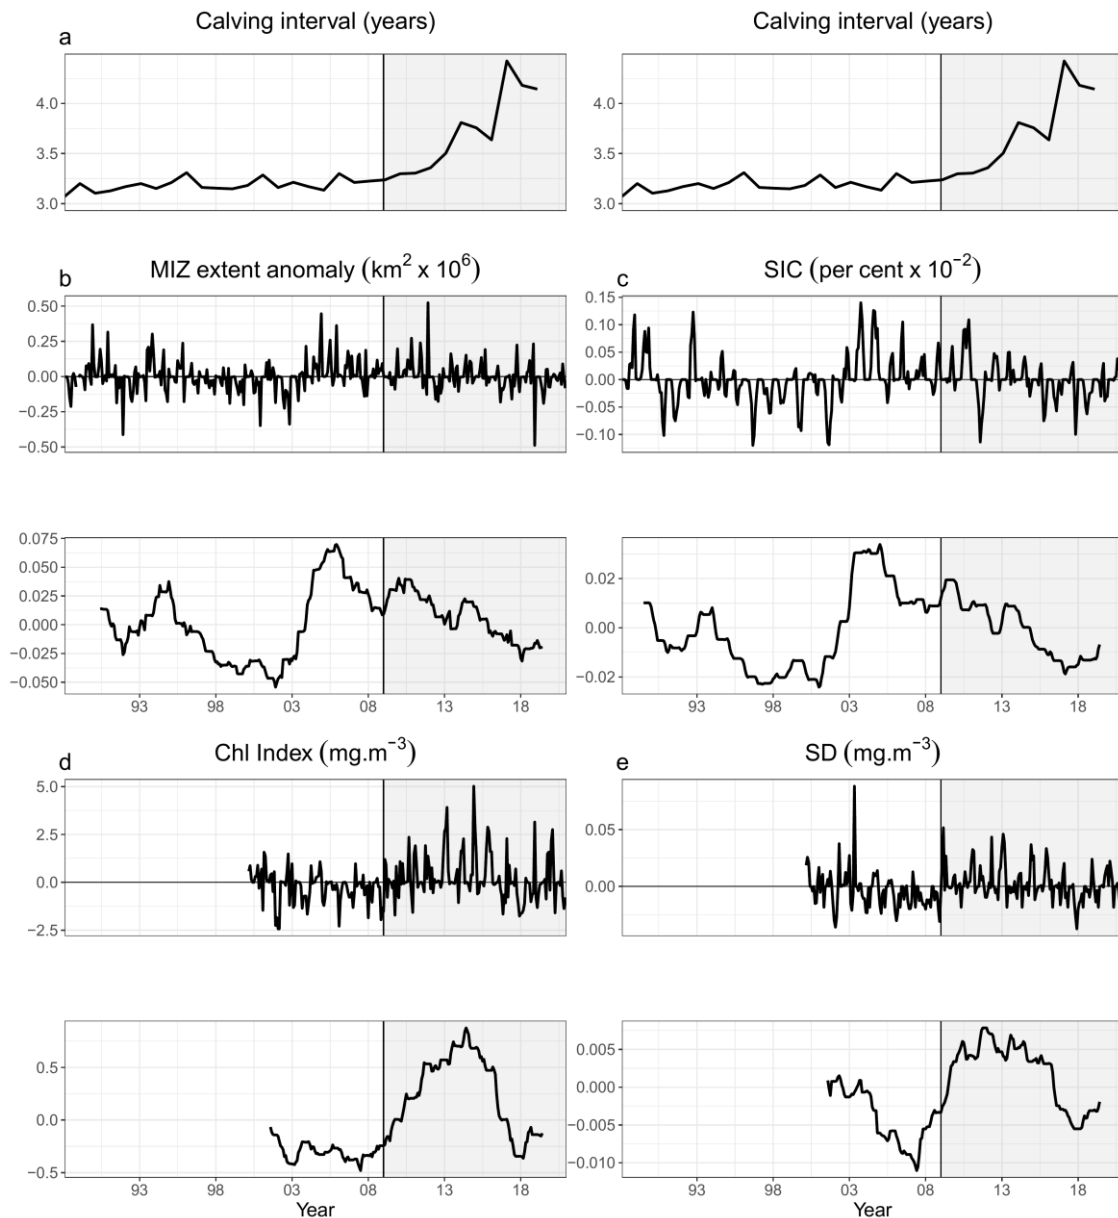 Calving interval (years)
Calving interval (years)
a
4.0
3.5
3.0
4.0
3.5
3.0
b
MIZ extent anomaly (km² x 10⁶)
c
SIC (per cent x 10⁻²)
0.50
0.25
0.00
−0.25
−0.50
0.15
0.10
0.05
0.00
−0.05
−0.10
0.075
0.050
0.025
0.000
−0.025
−0.050
93 98 03 08 13 18
0.02
0.00
−0.02
93 98 03 08 13 18
d
Chl Index (mg.m⁻³)
e
SD (mg.m⁻³)
5.0
2.5
0.0
−2.5
0.05
0.00
0.5
0.0
−0.5
93 98 03 08 13 18
Year
0.005
0.000
−0.005
−0.010
93 98 03 08 13 18
Year